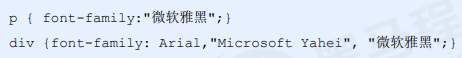 p { font-family:"微软雅黑";}
div {font-family: Arial,"Microsoft Yahei", "微软雅黑";}